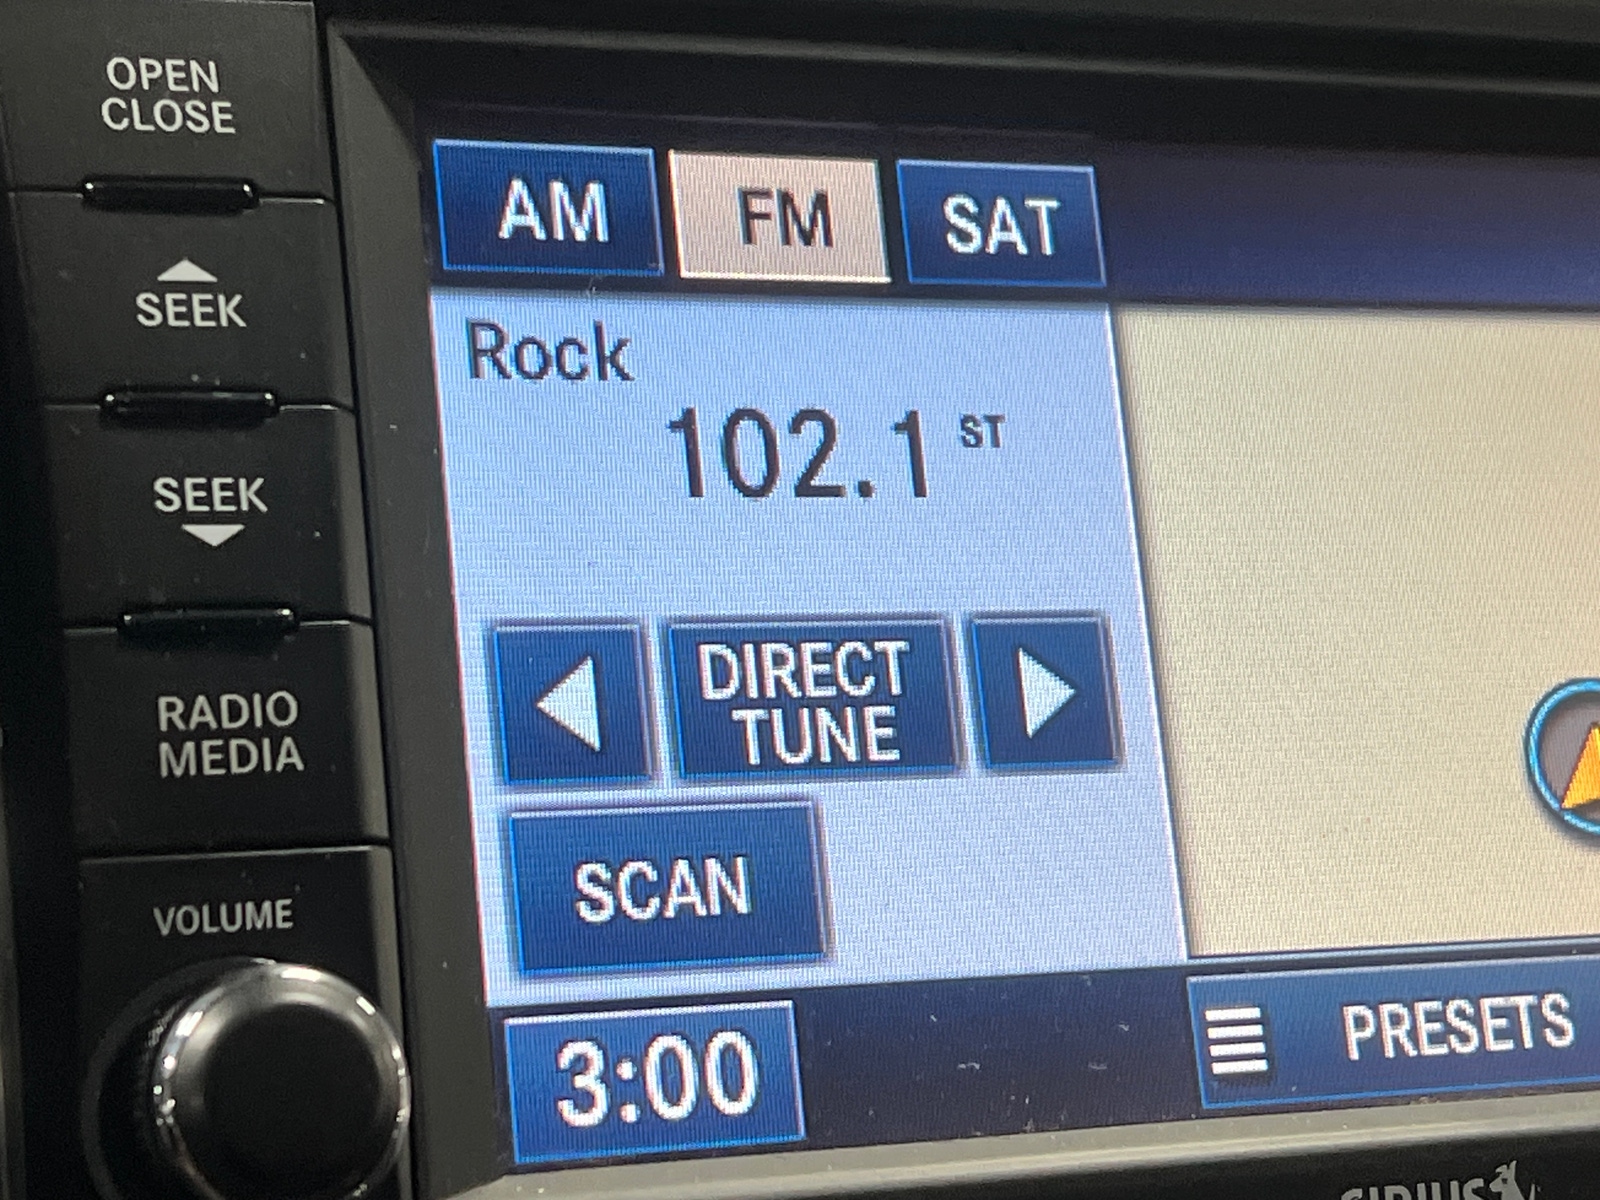 OPEN
CLOSE
SEEK
SEEK
RADIO
MEDIA
VOLUME
AM FM SAT
Rock
102.1 ST
DIRECT
TUNE
SCAN
3:00
PRESETS
SIRIUS